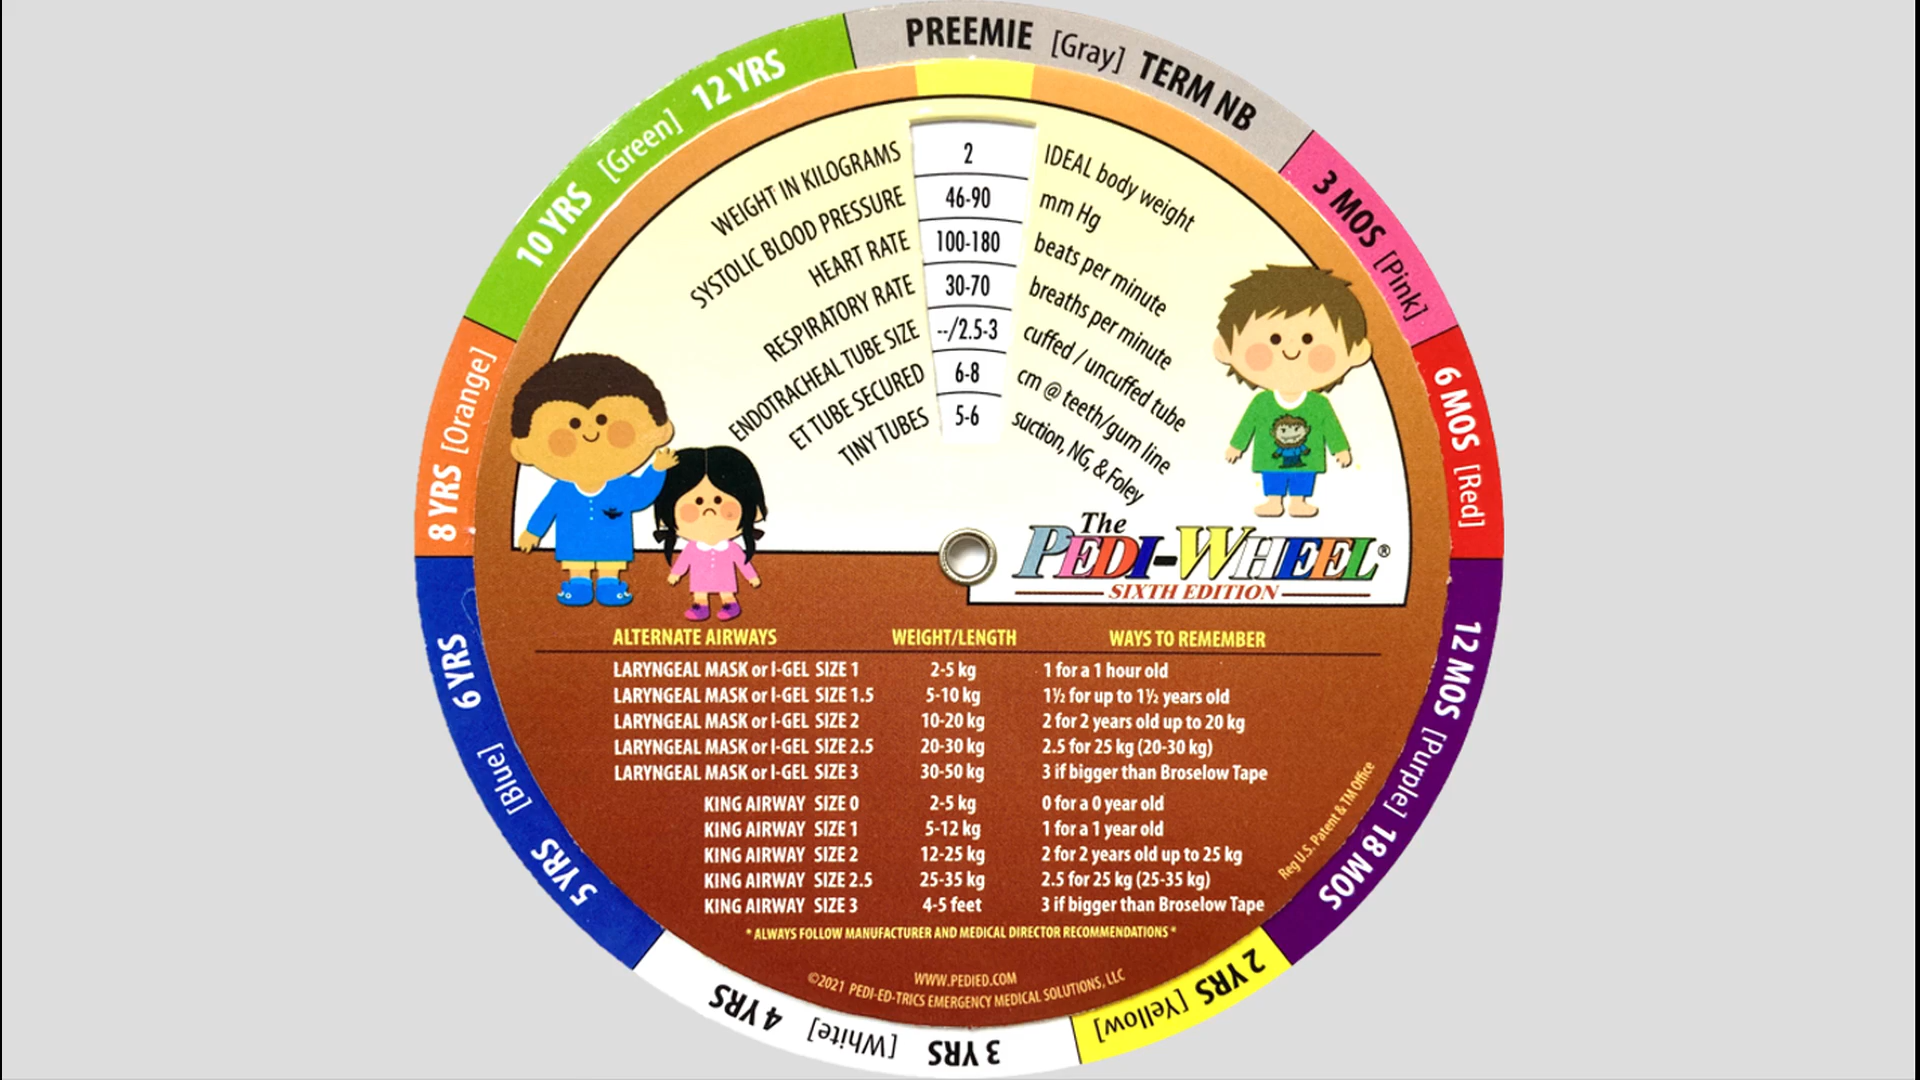 PREEMIE [Gray] TERM NB
3 MOS [Pink]
6 MOS [Red]
12 MOS [Purple] 18 MOS
2 YRS [Yellow]
3 YRS [White] 4 YRS
5 YRS [Blue] 6 YRS
8 YRS [Orange]
10 YRS [Green] 12 YRS
WEIGHT IN KILOGRAMS 2 IDEAL body weight
SYSTOLIC BLOOD PRESSURE 46-90 mm Hg
HEART RATE 100-180 beats per minute
RESPIRATORY RATE 30-70 breaths per minute
ENDOTRACHEAL TUBE SIZE --/2.5-3 cuffed / uncuffed tube
ET TUBE SECURED 6-8 cm @ teeth/gum line
TINY TUBES 5-6 suction, NG, & Foley
The
PEDI-WHEEL®
SIXTH EDITION
ALTERNATE AIRWAYS WEIGHT/LENGTH WAYS TO REMEMBER
LARYNGEAL MASK or I-GEL SIZE 1 2-5 kg 1 for a 1 hour old
LARYNGEAL MASK or I-GEL SIZE 1.5 5-10 kg 1½ for up to 1½ years old
LARYNGEAL MASK or I-GEL SIZE 2 10-20 kg 2 for 2 years old up to 20 kg
LARYNGEAL MASK or I-GEL SIZE 2.5 20-30 kg 2.5 for 25 kg (20-30 kg)
LARYNGEAL MASK or I-GEL SIZE 3 30-50 kg 3 if bigger than Broselow Tape
KING AIRWAY SIZE 0 2-5 kg 0 for a 0 year old
KING AIRWAY SIZE 1 5-12 kg 1 for a 1 year old
KING AIRWAY SIZE 2 12-25 kg 2 for 2 years old up to 25 kg
KING AIRWAY SIZE 2.5 25-35 kg 2.5 for 25 kg (25-35 kg)
KING AIRWAY SIZE 3 4-5 feet 3 if bigger than Broselow Tape
* ALWAYS FOLLOW MANUFACTURER AND MEDICAL DIRECTOR RECOMMENDATIONS *
Reg U.S. Patent & TM Office
WWW.PEDIED.COM
©2021 PEDI-ED-TRICS EMERGENCY MEDICAL SOLUTIONS, LLC